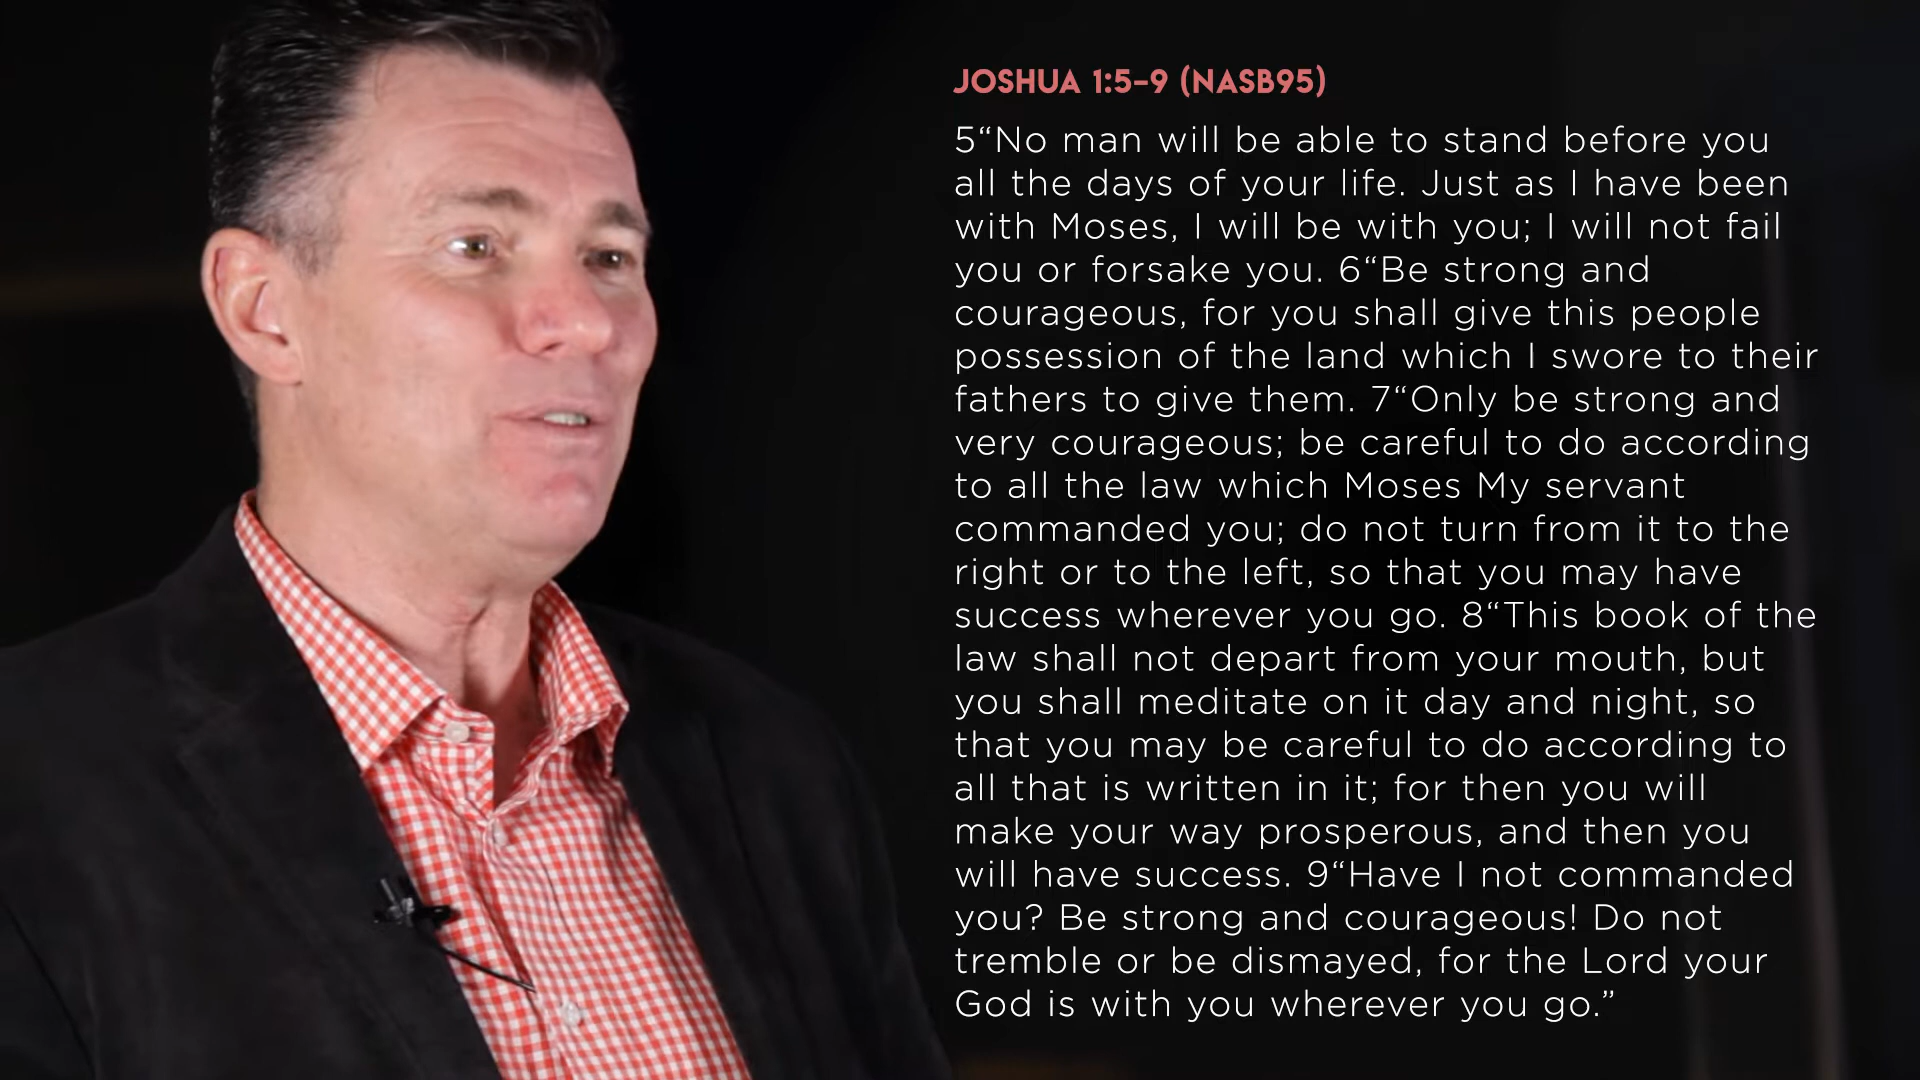 JOSHUA 1:5-9 (NASB95)
5“No man will be able to stand before you
all the days of your life. Just as I have been
with Moses, I will be with you; I will not fail
you or forsake you. 6“Be strong and
courageous, for you shall give this people
possession of the land which I swore to their
fathers to give them. 7“Only be strong and
very courageous; be careful to do according
to all the law which Moses My servant
commanded you; do not turn from it to the
right or to the left, so that you may have
success wherever you go. 8“This book of the
law shall not depart from your mouth, but
you shall meditate on it day and night, so
that you may be careful to do according to
all that is written in it; for then you will
make your way prosperous, and then you
will have success. 9“Have I not commanded
you? Be strong and courageous! Do not
tremble or be dismayed, for the Lord your
God is with you wherever you go.”